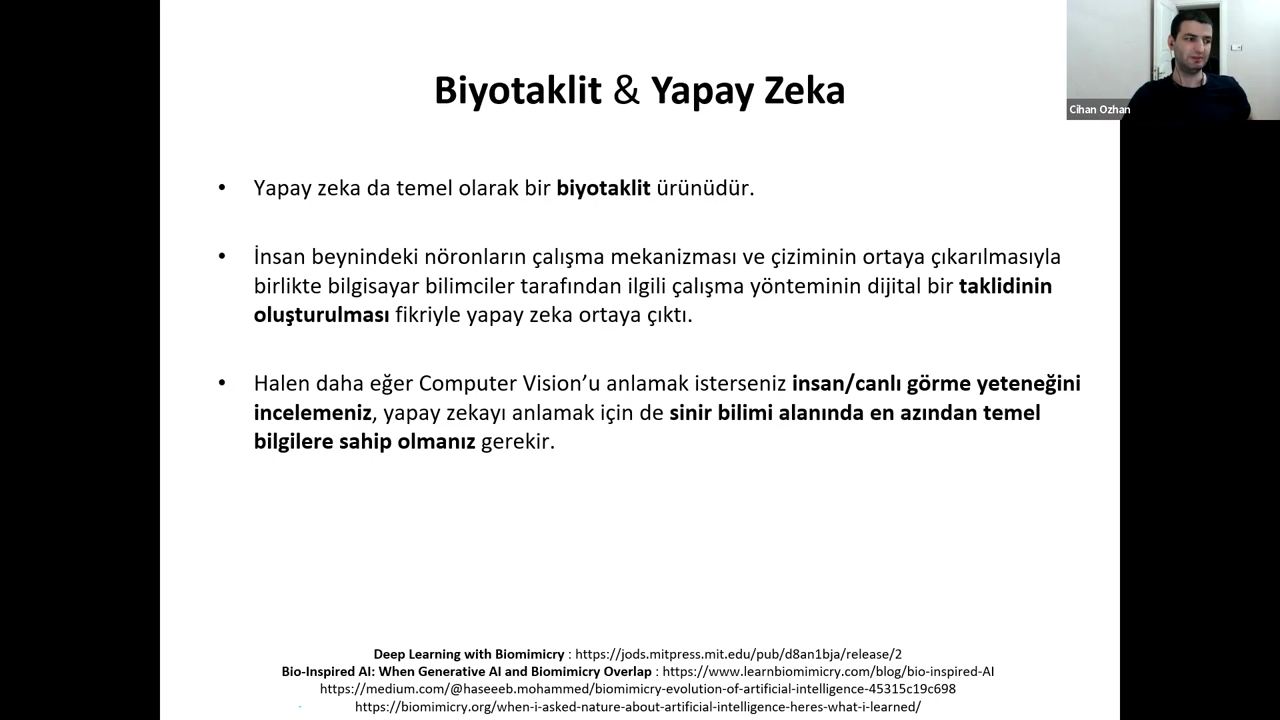 Biyotaklit & Yapay Zeka
Cihan Ozhan
• Yapay zeka da temel olarak bir biyotaklit ürünüdür.
• İnsan beynindeki nöronların çalışma mekanizması ve çiziminin ortaya çıkarılmasıyla
birlikte bilgisayar bilimciler tarafından ilgili çalışma yönteminin dijital bir taklidinin
oluşturulması fikriyle yapay zeka ortaya çıktı.
• Halen daha eğer Computer Vision’u anlamak isterseniz insan/canlı görme yeteneğini
incelemeniz, yapay zekayı anlamak için de sinir bilimi alanında en azından temel
bilgilere sahip olmanız gerekir.
Deep Learning with Biomimicry : https://jods.mitpress.mit.edu/pub/d8an1bja/release/2
Bio-Inspired AI: When Generative AI and Biomimicry Overlap : https://www.learnbiomimicry.com/blog/bio-inspired-AI
https://medium.com/@haseeeb.mohammed/biomimicry-evolution-of-artificial-intelligence-45315c19c698
https://biomimicry.org/when-i-asked-nature-about-artificial-intelligence-heres-what-i-learned/